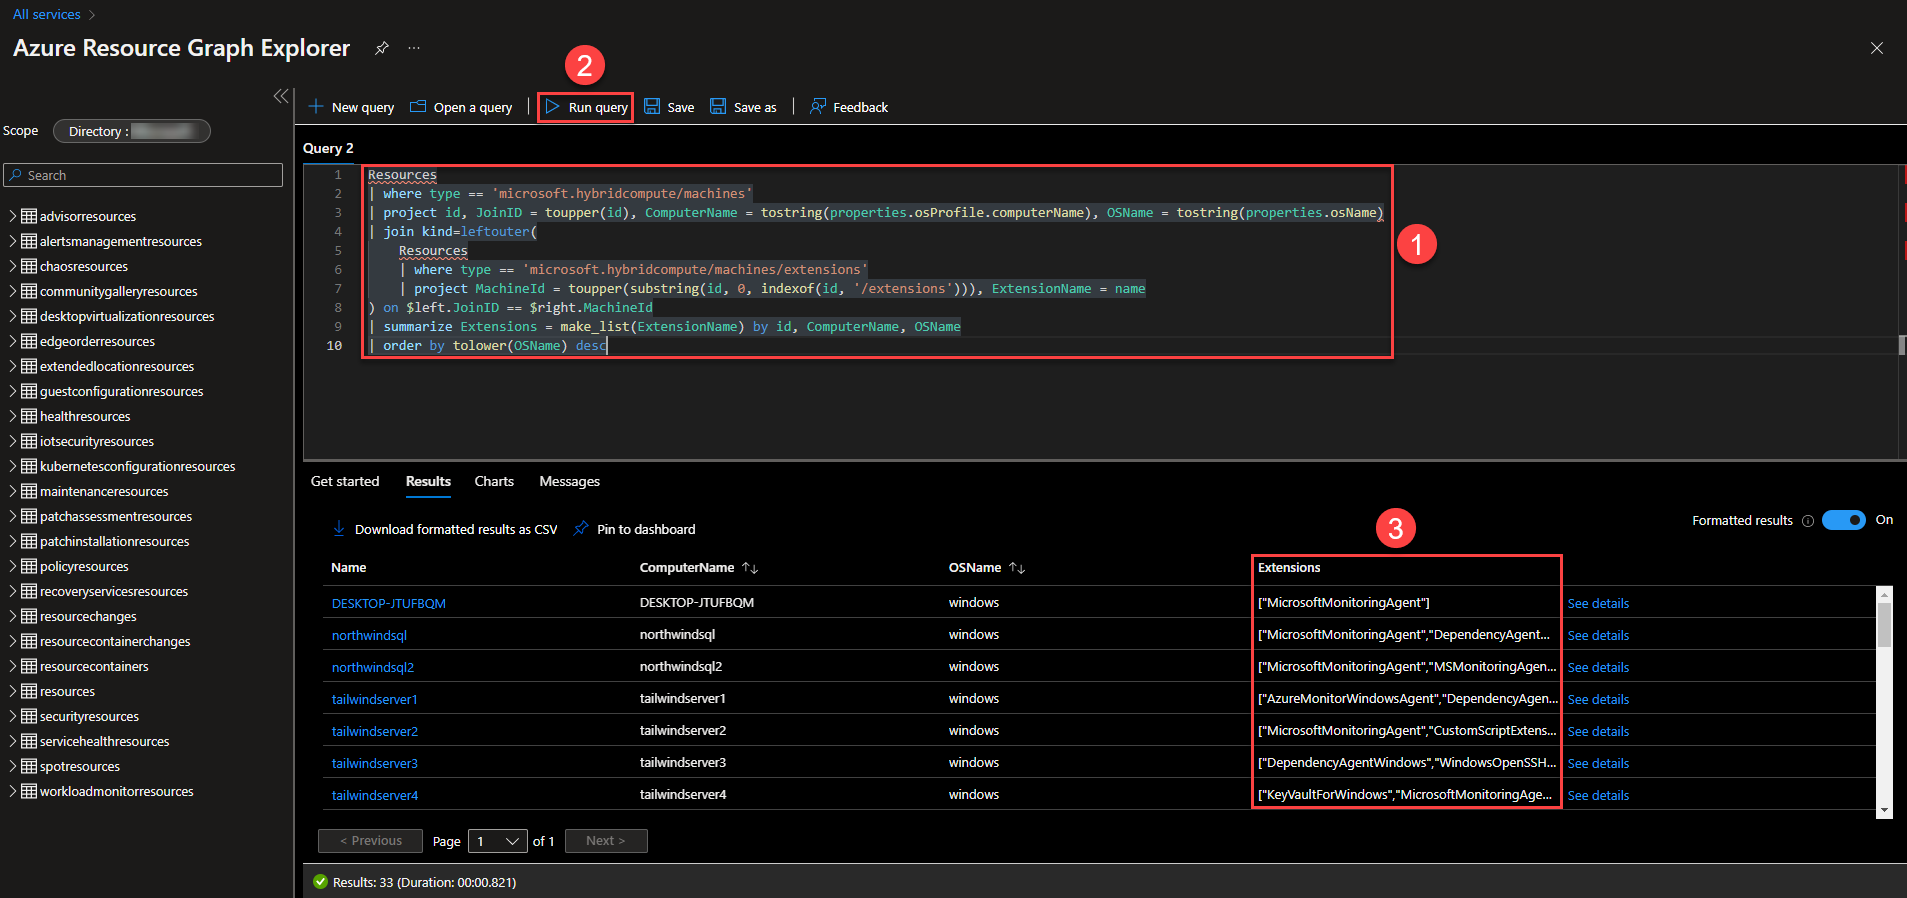 All services
Azure Resource Graph Explorer
2
New query
Open a query
Run query
Save
Save as
Feedback
Scope
Directory :
Search
advisorresources
alertsmanagementresources
chaosresources
communitygalleryresources
desktopvirtualizationresources
edgeorderresources
extendedlocationresources
guestconfigurationresources
healthresources
iotsecurityresources
kubernetesconfigurationresources
maintenanceresources
patchassessmentresources
patchinstallationresources
policyresources
recoveryservicesresources
resourcechanges
resourcecontainerchanges
resourcecontainers
resources
securityresources
servicehealthresources
spotresources
workloadmonitorresources
Query 2
1 Resources
2 | where type == 'microsoft.hybridcompute/machines'
3 | project id, JoinID = toupper(id), ComputerName = tostring(properties.osProfile.computerName), OSName = tostring(properties.osName)
4 | join kind=leftouter(
5 Resources
6 | where type == 'microsoft.hybridcompute/machines/extensions'
7 | project MachineId = toupper(substring(id, 0, indexof(id, '/extensions'))), ExtensionName = name
8 ) on $left.JoinID == $right.MachineId
9 | summarize Extensions = make_list(ExtensionName) by id, ComputerName, OSName
10 | order by tolower(OSName) desc
1
Get started
Results
Charts
Messages
Download formatted results as CSV
Pin to dashboard
3
Formatted results
On
Name ComputerName OSName Extensions
DESKTOP-JTUFBQM DESKTOP-JTUFBQM windows ["MicrosoftMonitoringAgent"] See details
northwindsql northwindsql windows ["MicrosoftMonitoringAgent","DependencyAgent... See details
northwindsql2 northwindsql2 windows ["MicrosoftMonitoringAgent","MSMonitoringAgen... See details
tailwindserver1 tailwindserver1 windows ["AzureMonitorWindowsAgent","DependencyAgen... See details
tailwindserver2 tailwindserver2 windows ["MicrosoftMonitoringAgent","CustomScriptExtens... See details
tailwindserver3 tailwindserver3 windows ["DependencyAgentWindows","WindowsOpenSSH... See details
tailwindserver4 tailwindserver4 windows ["KeyVaultForWindows","MicrosoftMonitoringAge... See details
< Previous Page 1 of 1 Next >
Results: 33 (Duration: 00:00.821)